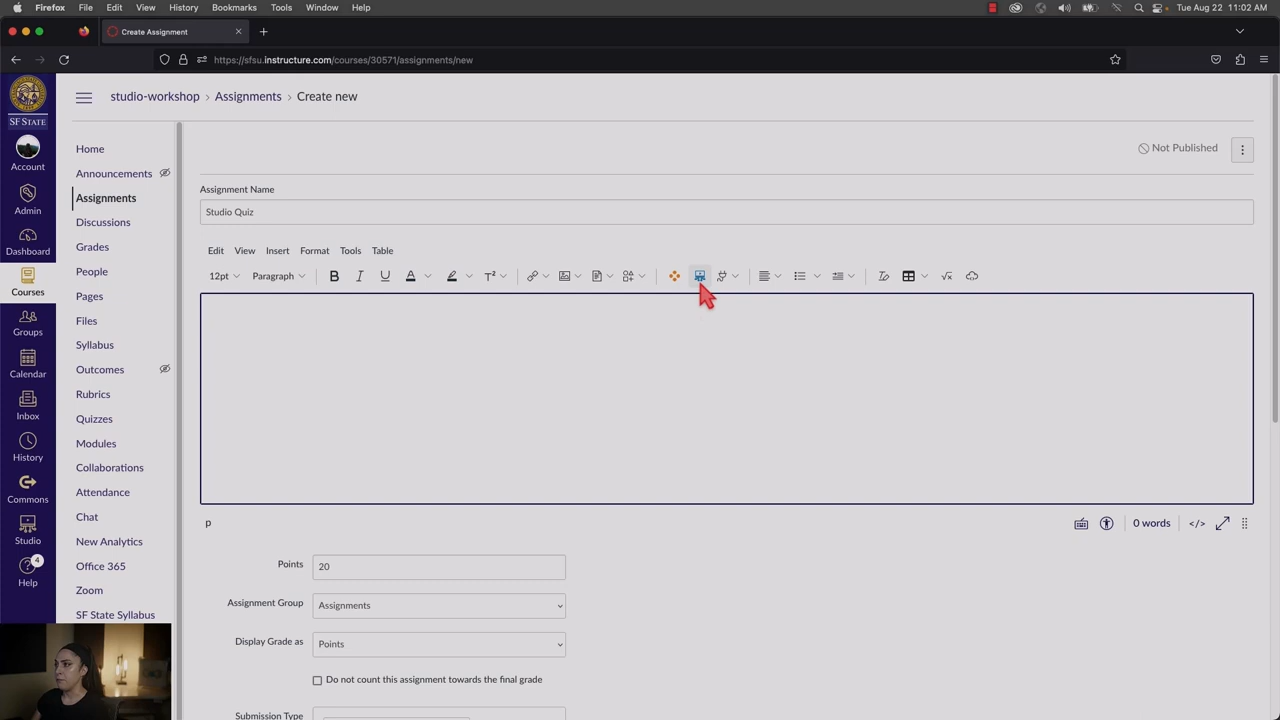 Firefox File Edit View History Bookmarks Tools Window Help Tue Aug 22 11:02 AM
Create Assignment
https://sfsu.instructure.com/courses/30571/assignments/new
SF STATE
Account
Admin
Dashboard
Courses
Groups
Calendar
Inbox
History
Commons
Studio
4
Help
studio-workshop › Assignments › Create new
Home
Announcements
Assignments
Discussions
Grades
People
Pages
Files
Syllabus
Outcomes
Rubrics
Quizzes
Modules
Collaborations
Attendance
Chat
New Analytics
Office 365
Zoom
SF State Syllabus
Not Published
Assignment Name
Studio Quiz
Edit View Insert Format Tools Table
12pt Paragraph B I U A T²
p 0 words </>
Points 20
Assignment Group Assignments
Display Grade as Points
Do not count this assignment towards the final grade
Submission Type